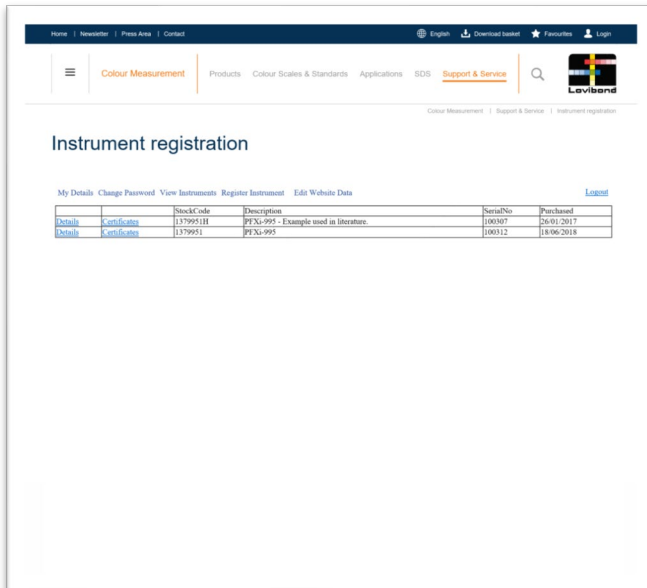 Home | Newsletter | Press Area | Contact
English Download basket Favourites Login
Colour Measurement Products Colour Scales & Standards Applications SDS Support & Service
Lovibond
Colour Measurement | Support & Service | Instrument registration
Instrument registration
My Details Change Password View Instruments Register Instrument Edit Website Data Logout
StockCode Description SerialNo Purchased
Details Certificates 1379951H PFXi-995 - Example used in literature. 100307 26/01/2017
Details Certificates 1379951 PFXi-995 100312 18/06/2018